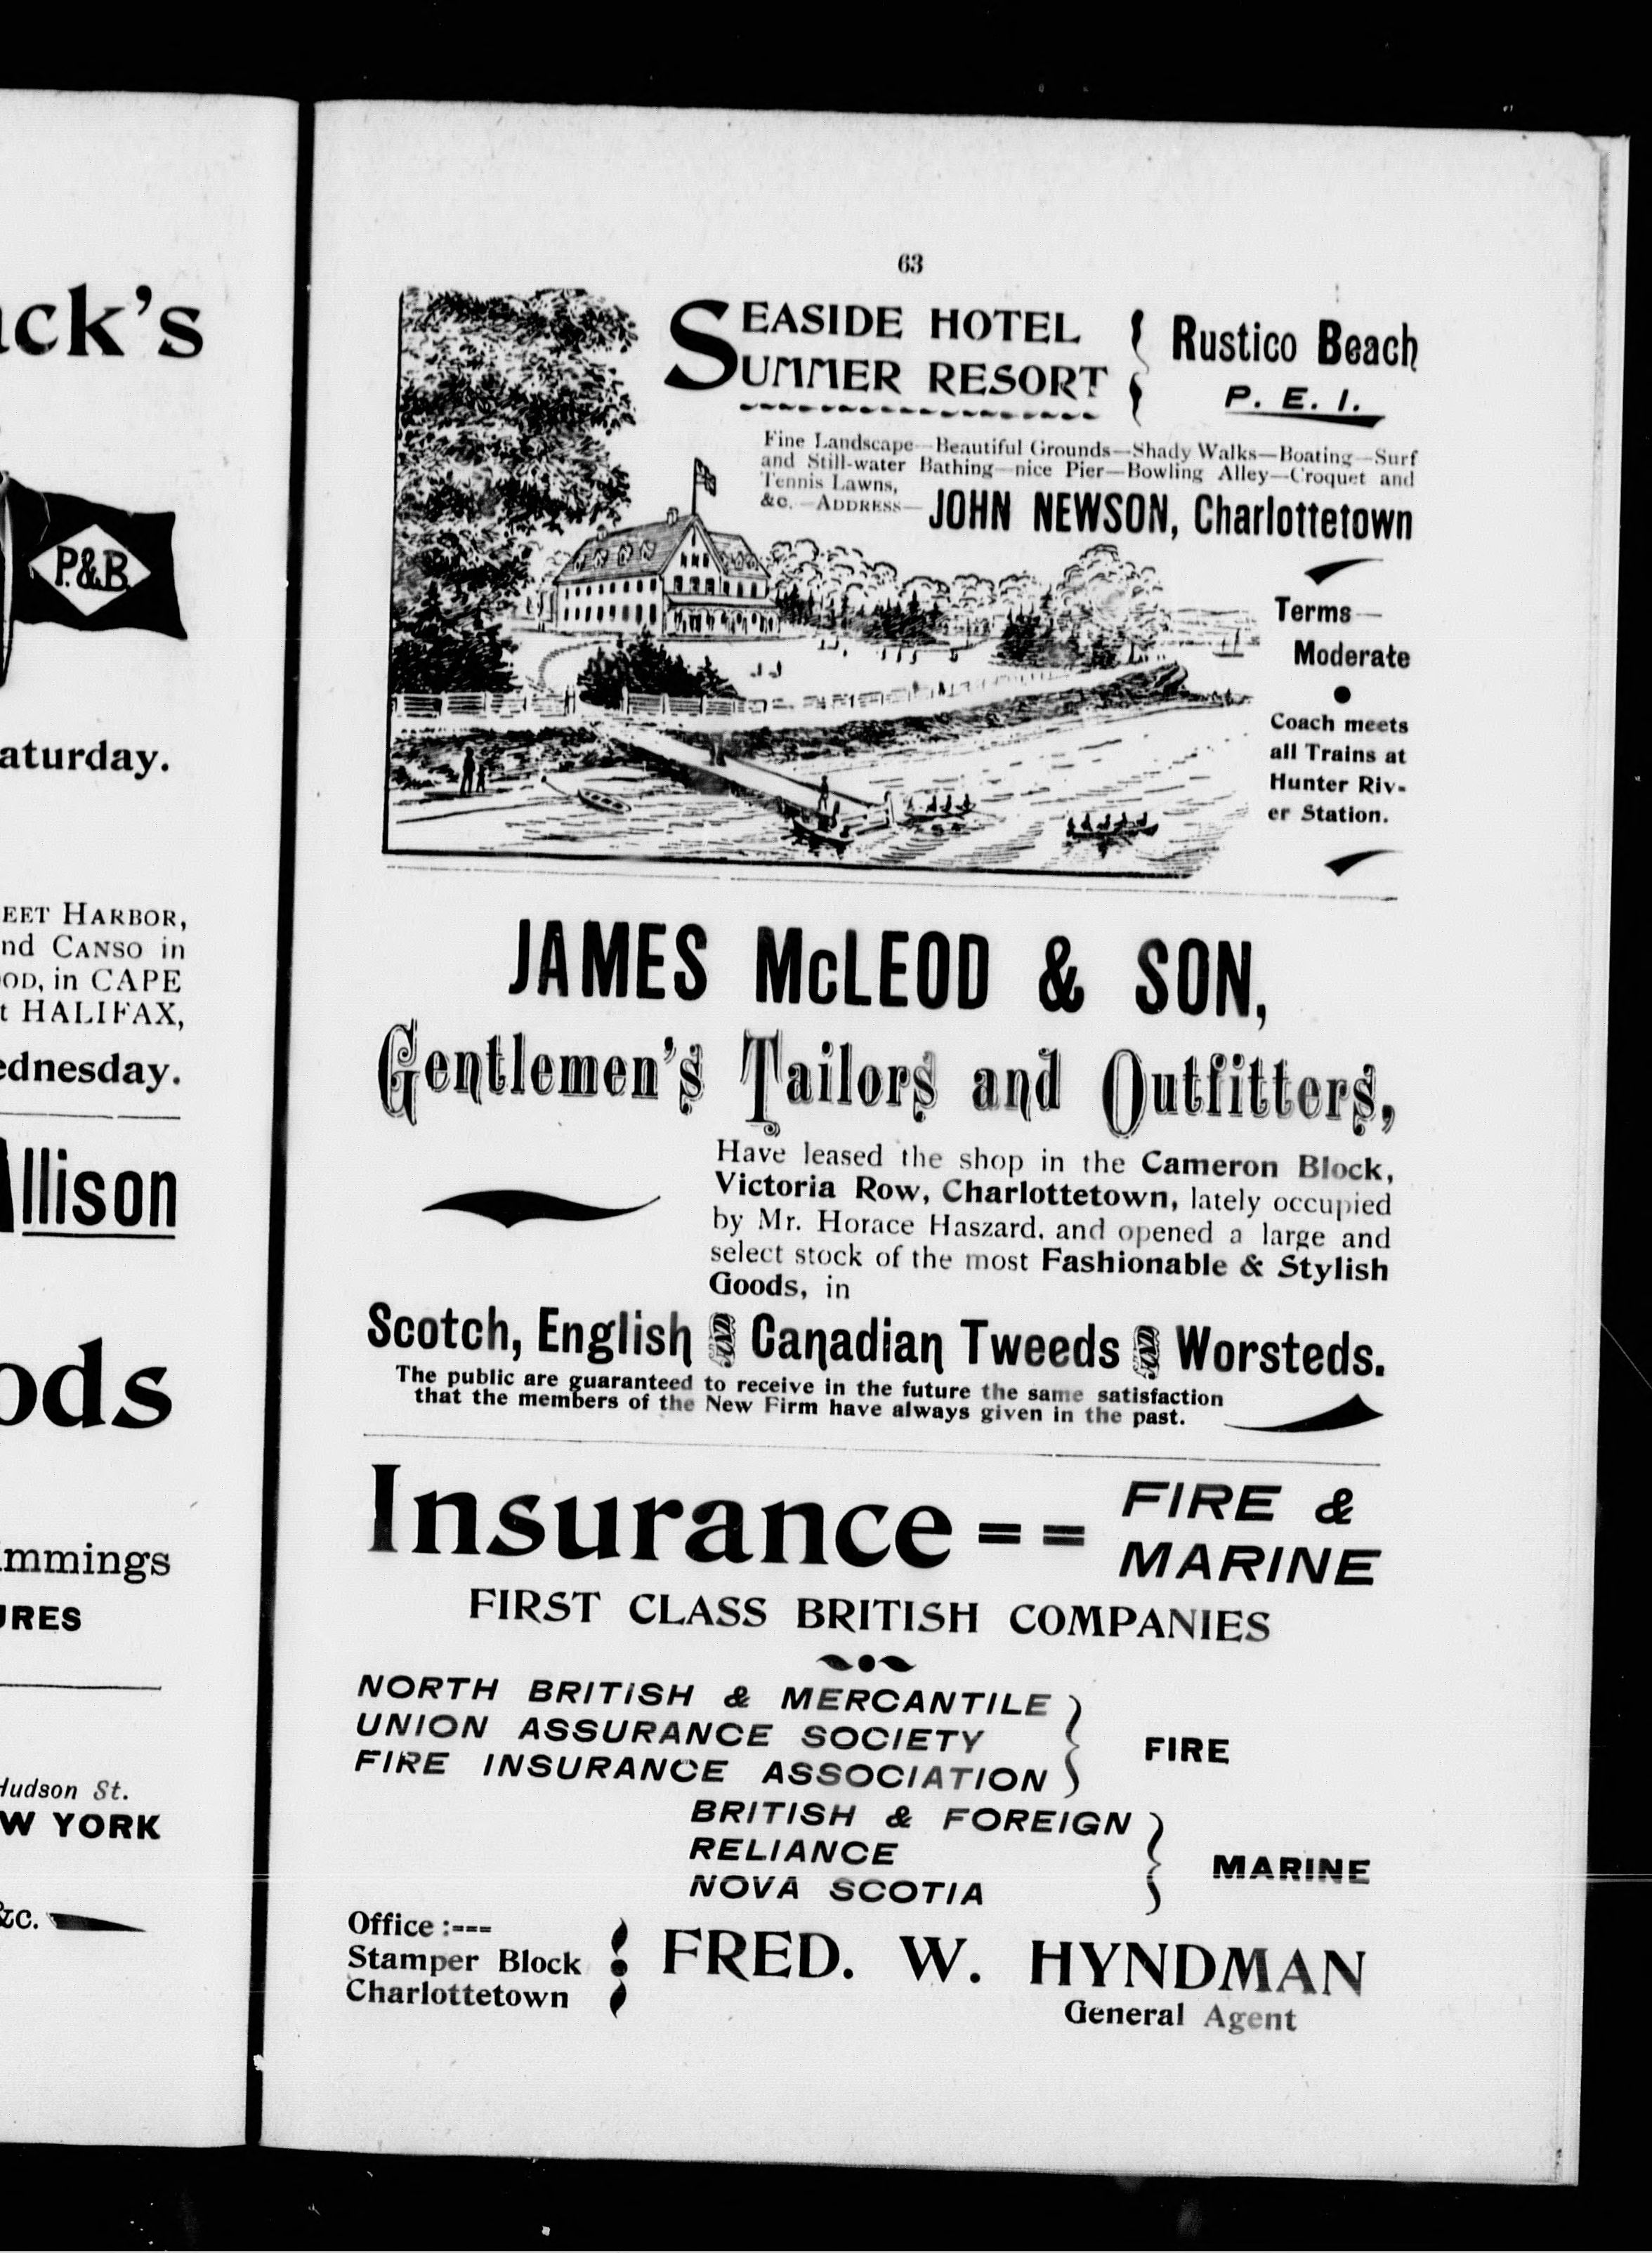 ck's
P.&B.
aturday.
EET HARBOR,
nd CANSO in
OD, in CAPE
t HALIFAX,
ednesday.
llison
ods
immings
URES
Hudson St.
W YORK
&c.
63
SEASIDE HOTEL
SUMMER RESORT
Rustico Beach
P. E. I.
Fine Landscape—Beautiful Grounds—Shady Walks—Boating—Surf
and Still-water Bathing—nice Pier—Bowling Alley—Croquet and
Tennis Lawns,
&c.—ADDRESS—JOHN NEWSON, Charlottetown
Terms—
Moderate
Coach meets
all Trains at
Hunter Riv-
er Station.
JAMES McLEOD & SON,
Gentlemen's Tailors and Outfitters,
Have leased the shop in the Cameron Block,
Victoria Row, Charlottetown, lately occupied
by Mr. Horace Haszard, and opened a large and
select stock of the most Fashionable & Stylish
Goods, in
Scotch, English AND Canadian Tweeds AND Worsteds.
The public are guaranteed to receive in the future the same satisfaction
that the members of the New Firm have always given in the past.
Insurance == FIRE &
MARINE
FIRST CLASS BRITISH COMPANIES
NORTH BRITISH & MERCANTILE
UNION ASSURANCE SOCIETY
FIRE INSURANCE ASSOCIATION
FIRE
BRITISH & FOREIGN
RELIANCE
NOVA SCOTIA
MARINE
Office :---
Stamper Block
Charlottetown
FRED. W. HYNDMAN
General Agent